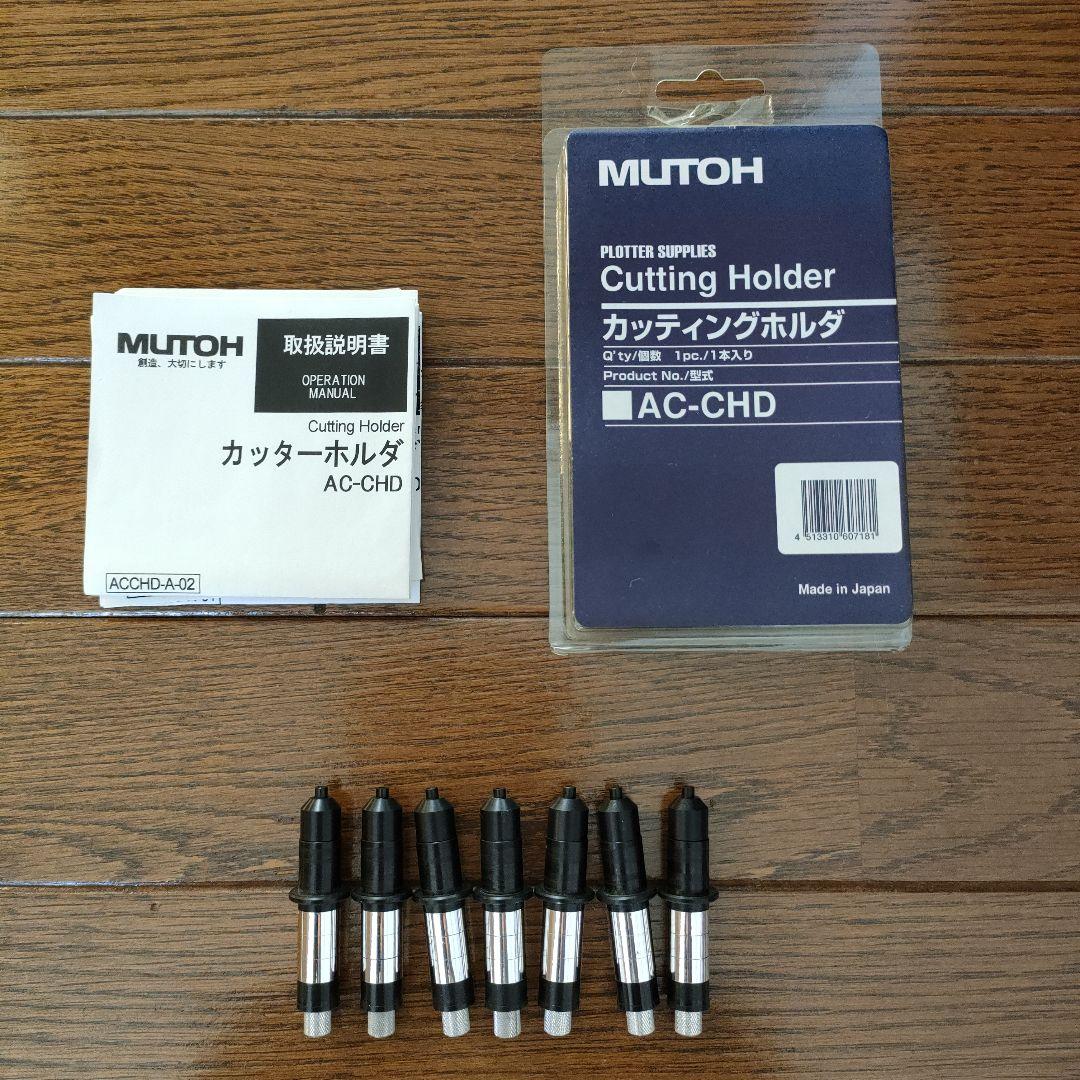 MUTOH
創造、大切にします
取扱説明書
OPERATION
MANUAL
Cutting Holder
カッターホルダ
AC-CHD
ACCHD-A-02
MUTOH
PLOTTER SUPPLIES
Cutting Holder
カッティングホルダ
Q'ty/個数 1pc./1本入り
Product No./型式
AC-CHD
4 513310 607181
Made in Japan